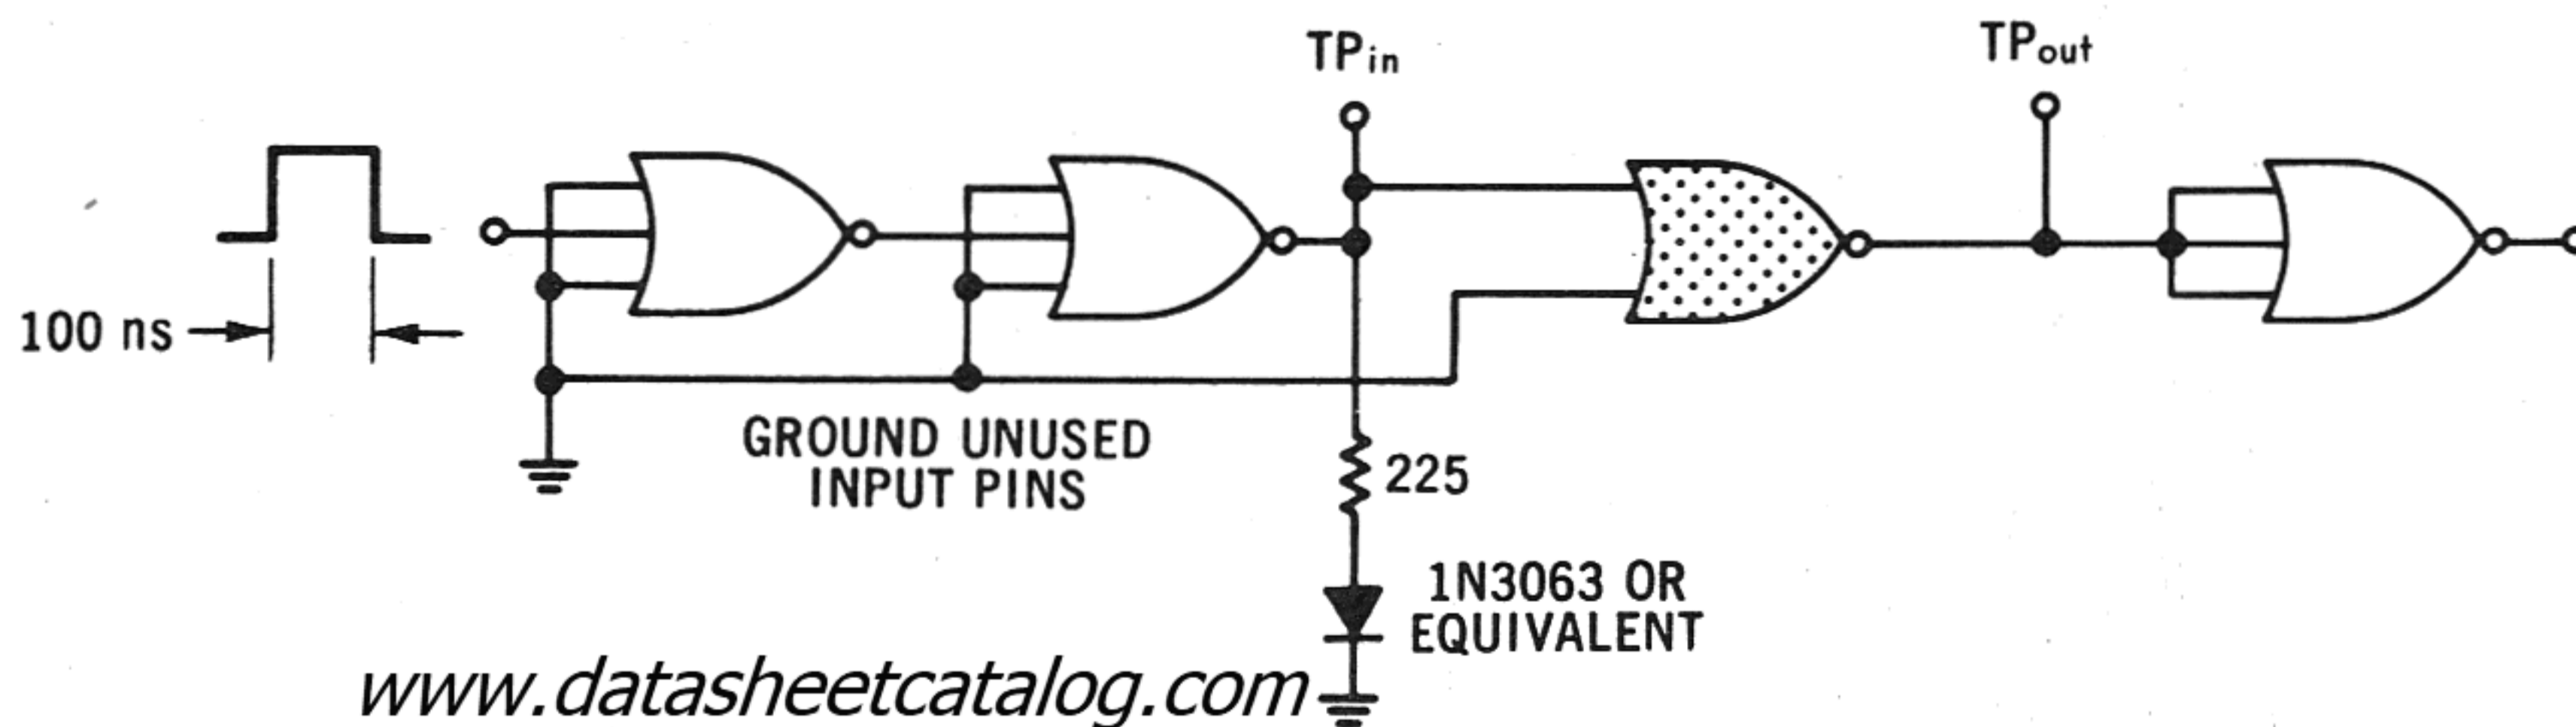 TPin
TPout
100 ns
GROUND UNUSED
INPUT PINS
225
1N3063 OR
EQUIVALENT
www.datasheetcatalog.com